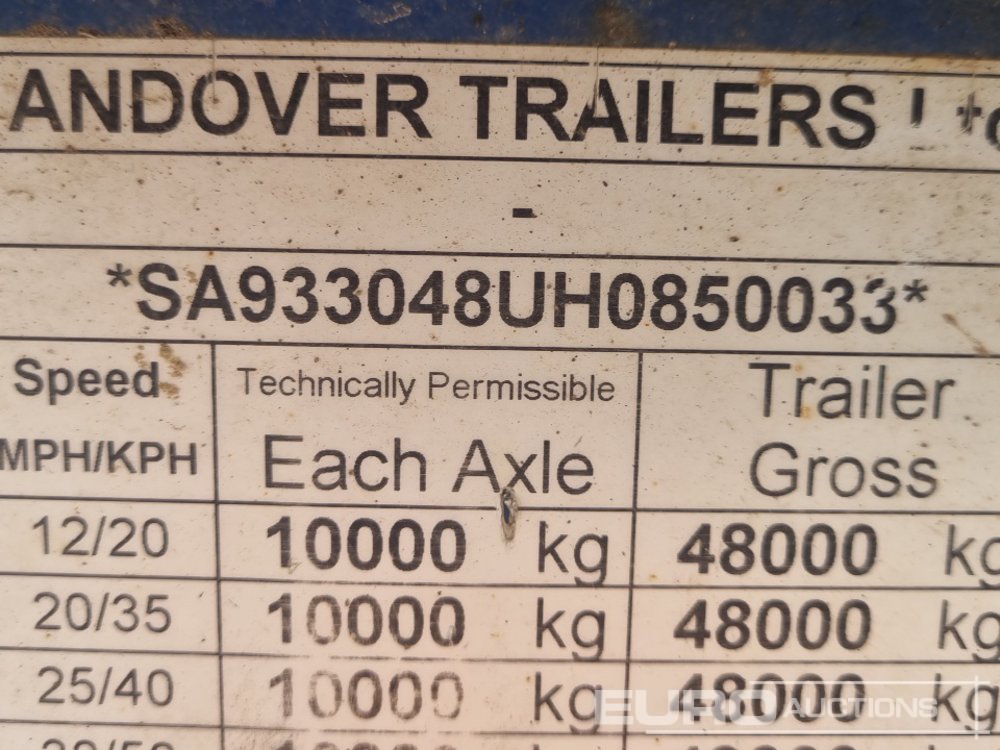 ANDOVER TRAILERS Ltd
-
*SA933048UH0850033*
Speed MPH/KPH Technically Permissible Each Axle Trailer Gross
12/20 10000 kg 48000 kg
20/35 10000 kg 48000 kg
25/40 10000 kg 48000 kg
EURO AUCTIONS